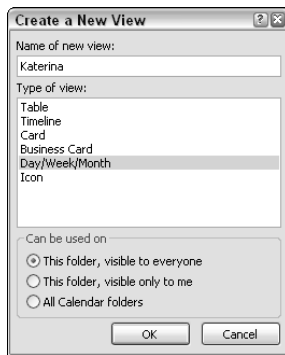 Create a New View
Name of new view:
Katerina
Type of view:
Table
Timeline
Card
Business Card
Day/Week/Month
Icon
Can be used on
This folder, visible to everyone
This folder, visible only to me
All Calendar folders
OK Cancel